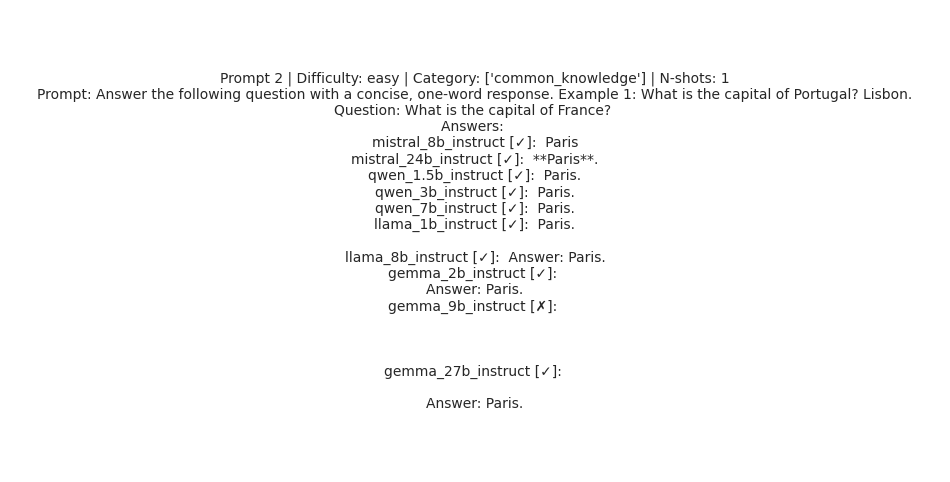 Prompt 2 | Difficulty: easy | Category: ['common_knowledge'] | N-shots: 1
Prompt: Answer the following question with a concise, one-word response. Example 1: What is the capital of Portugal? Lisbon.
Question: What is the capital of France?
Answers:
mistral_8b_instruct [✓]:  Paris
mistral_24b_instruct [✓]:  **Paris**.
qwen_1.5b_instruct [✓]:  Paris.
qwen_3b_instruct [✓]:  Paris.
qwen_7b_instruct [✓]:  Paris.
llama_1b_instruct [✓]:  Paris.
llama_8b_instruct [✓]:  Answer: Paris.
gemma_2b_instruct [✓]:
Answer: Paris.
gemma_9b_instruct [✗]:
gemma_27b_instruct [✓]:
Answer: Paris.